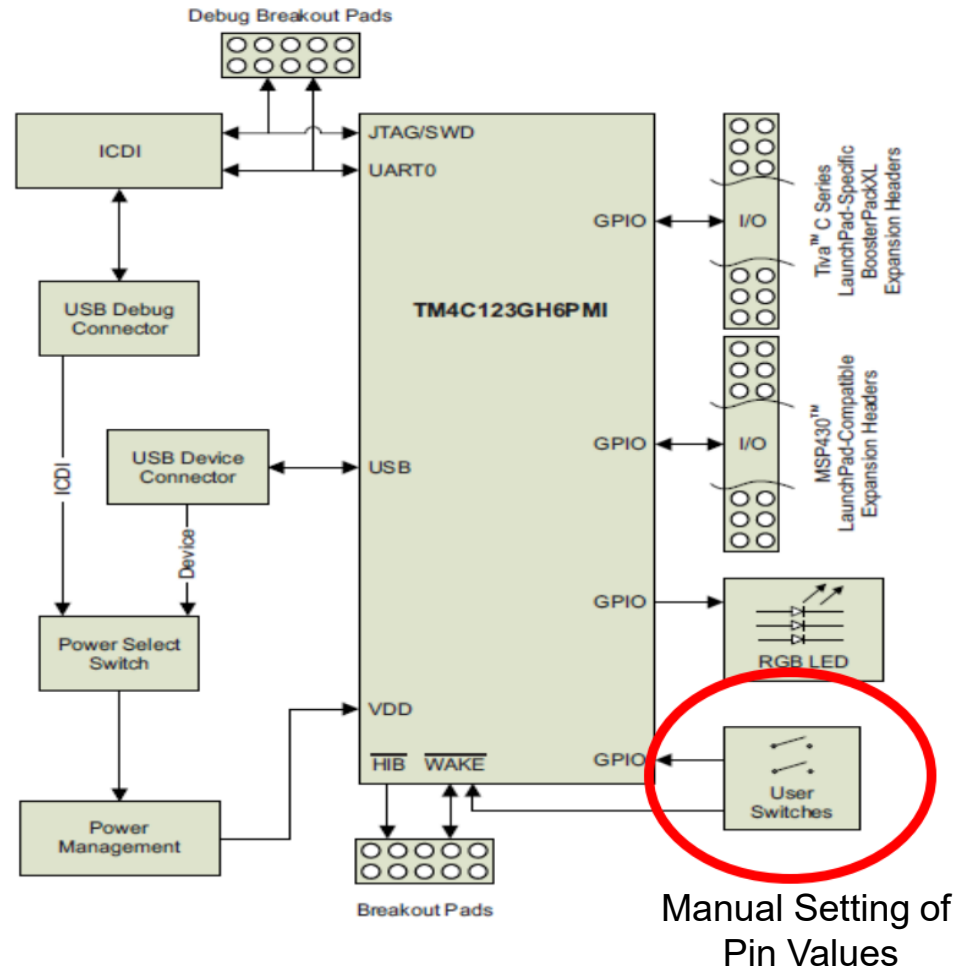 Debug Breakout Pads
ICDI
JTAG/SWD
UART0
GPIO
I/O
Tiva™ C Series
LaunchPad-Specific
BoosterPackXL
Expansion Headers
USB Debug
Connector
TM4C123GH6PMI
GPIO
I/O
MSP430™
LaunchPad-Compatible
Expansion Headers
ICDI
USB Device
Connector
USB
Device
GPIO
RGB LED
Power Select
Switch
VDD
HIB WAKE
GPIO
User
Switches
Power
Management
Breakout Pads
Manual Setting of
Pin Values